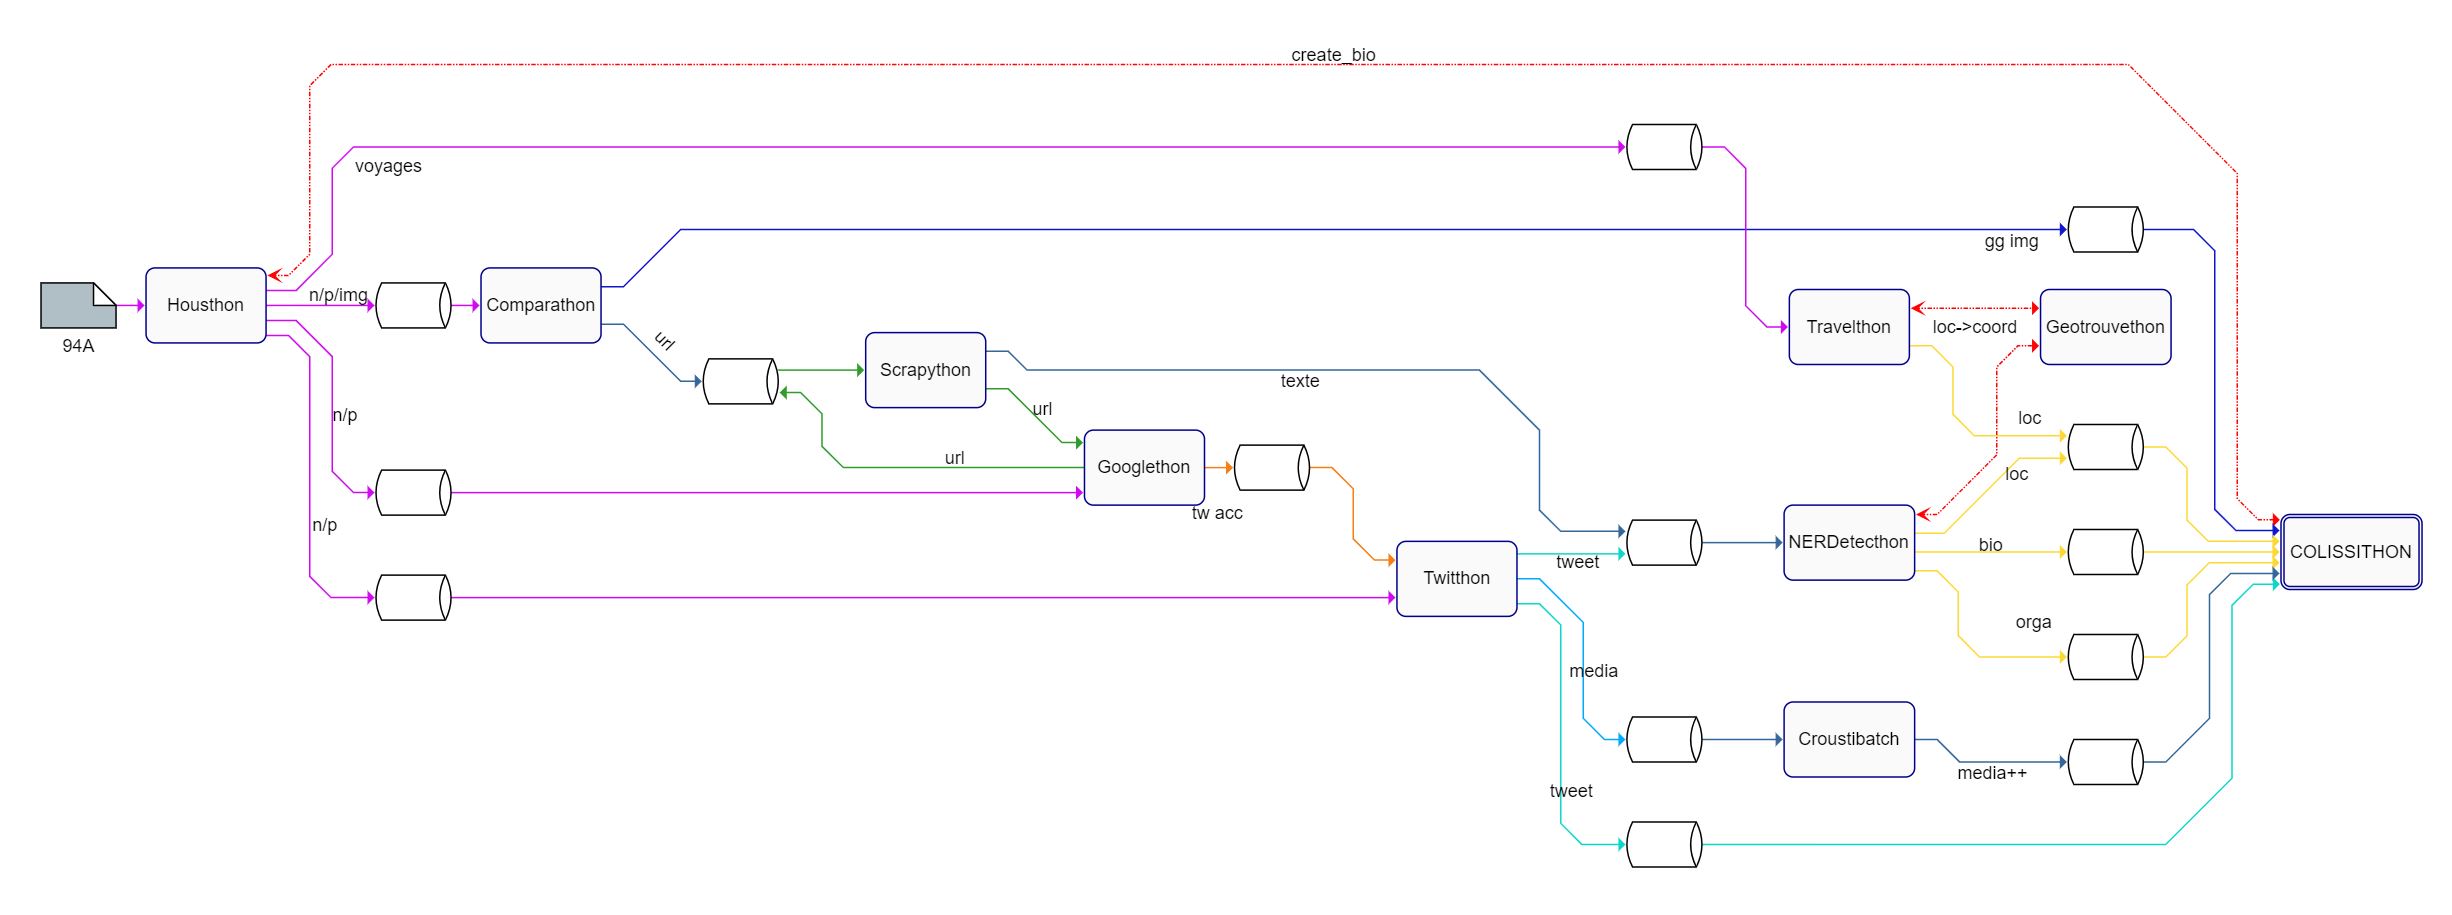 create_bio
voyages
gg img
n/p/img
Housthon
Comparathon
94A
url
Travelthon
loc->coord
Geotrouvethon
Scrapython
texte
n/p
url
loc
url
Googlethon
loc
tw acc
n/p
NERDetecthon
bio
COLISSITHON
tweet
Twitthon
orga
media
Croustibatch
media++
tweet